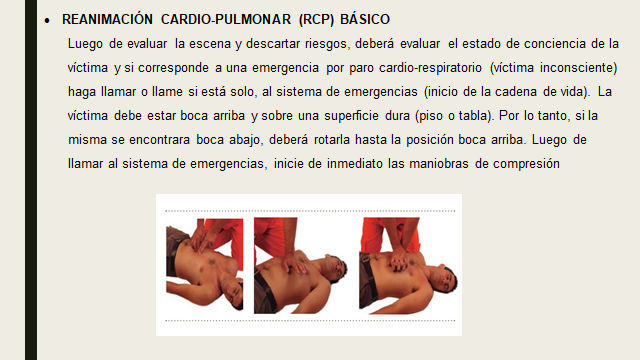 • REANIMACIÓN CARDIO-PULMONAR (RCP) BÁSICO
Luego de evaluar la escena y descartar riesgos, deberá evaluar el estado de conciencia de la
víctima y si corresponde a una emergencia por paro cardio-respiratorio (víctima inconsciente)
haga llamar o llame si está solo, al sistema de emergencias (inicio de la cadena de vida). La
víctima debe estar boca arriba y sobre una superficie dura (piso o tabla). Por lo tanto, si la
misma se encontrara boca abajo, deberá rotarla hasta la posición boca arriba. Luego de
llamar al sistema de emergencias, inicie de inmediato las maniobras de compresión